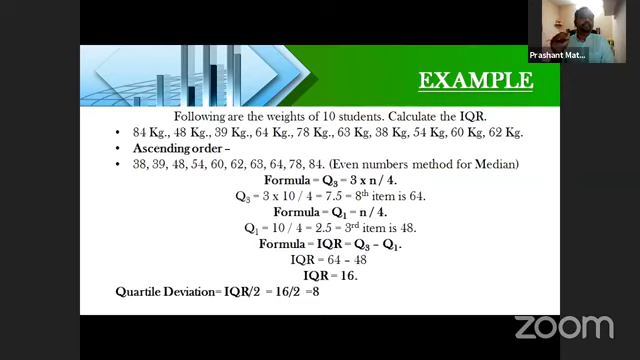 Prashant Mat...
EXAMPLE
Following are the weights of 10 students. Calculate the IQR.
• 84 Kg., 48 Kg., 39 Kg., 64 Kg., 78 Kg., 63 Kg, 38 Kg, 54 Kg, 60 Kg, 62 Kg.
• Ascending order –
• 38, 39, 48, 54, 60, 62, 63, 64, 78, 84. (Even numbers method for Median)
Formula = Q₃ = 3 x n / 4.
Q₃ = 3 x 10 / 4 = 7.5 = 8ᵗʰ item is 64.
Formula = Q₁ = n / 4.
Q₁ = 10 / 4 = 2.5 = 3ʳᵈ item is 48.
Formula = IQR = Q₃ – Q₁.
IQR = 64 – 48
IQR = 16.
Quartile Deviation= IQR/2 = 16/2 =8
zoom